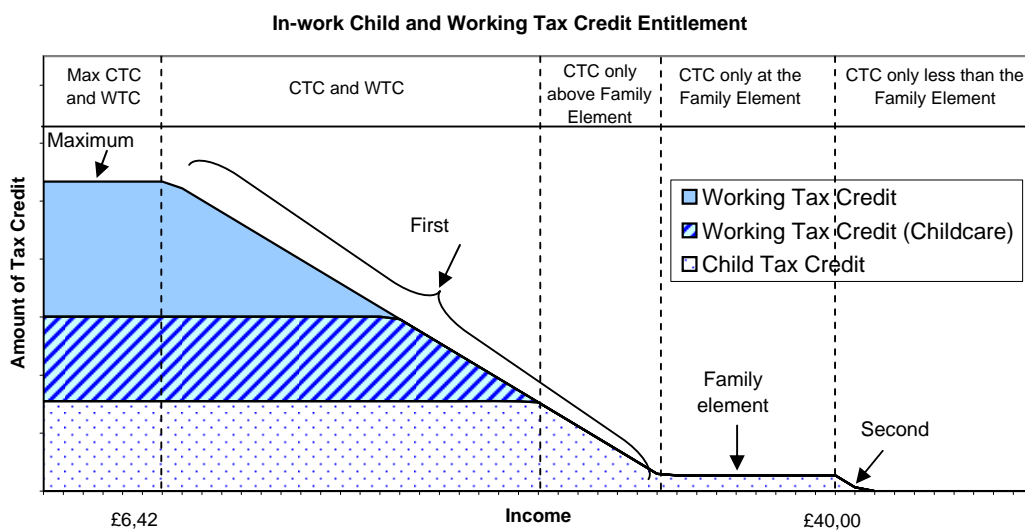 In-work Child and Working Tax Credit Entitlement
Max CTC
and WTC
CTC and WTC
CTC only
above Family
Element
CTC only at the
Family Element
CTC only less than the
Family Element
Maximum
First
Working Tax Credit
Working Tax Credit (Childcare)
Child Tax Credit
Family
element
Second
Amount of Tax Credit
£6,42
Income
£40,00